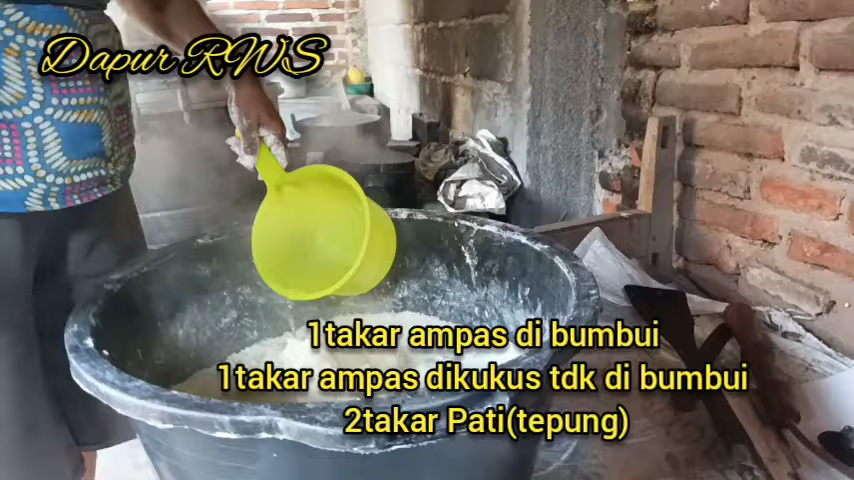 Dapur RWS
1takar ampas di bumbui
1takar ampas dikukus tdk di bumbui
2takar Pati(tepung)